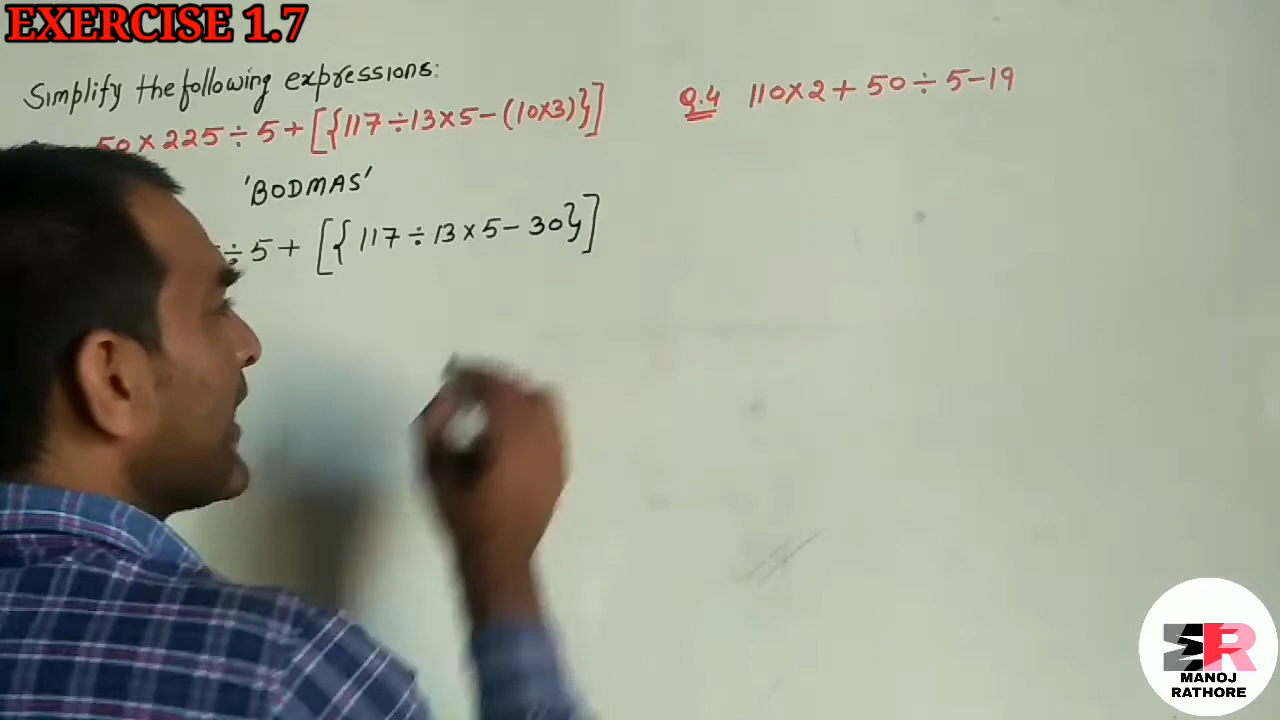 EXERCISE 1.7
Simplify the following expressions:
50 × 225 ÷ 5 + [{117 ÷ 13 × 5 - (10×3)}]
'BODMAS'
÷ 5 + [{117 ÷ 13 × 5 - 30}]
Q.4 110 × 2 + 50 ÷ 5 - 19
MANOJ
RATHORE